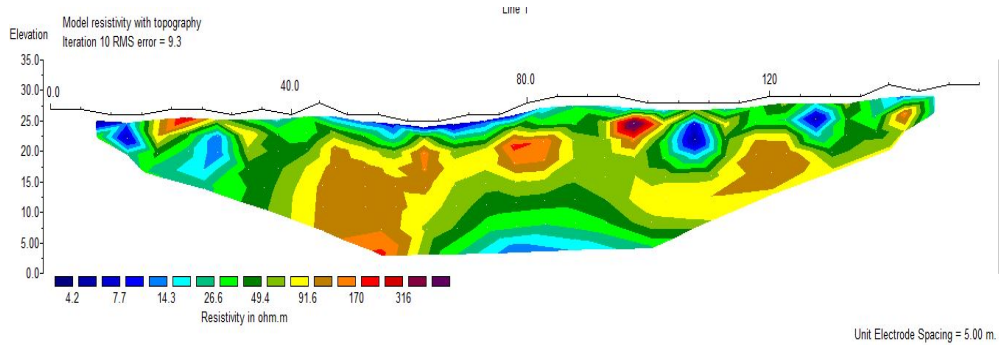 Line 1
Model resistivity with topography
Elevation
Iteration 10 RMS error = 9.3
35.0
30.0
25.0
20.0
15.0
10.0
5.00
0.0
0.0
40.0
80.0
120
4.2 7.7 14.3 26.6 49.4 91.6 170 316
Resistivity in ohm.m
Unit Electrode Spacing = 5.00 m.